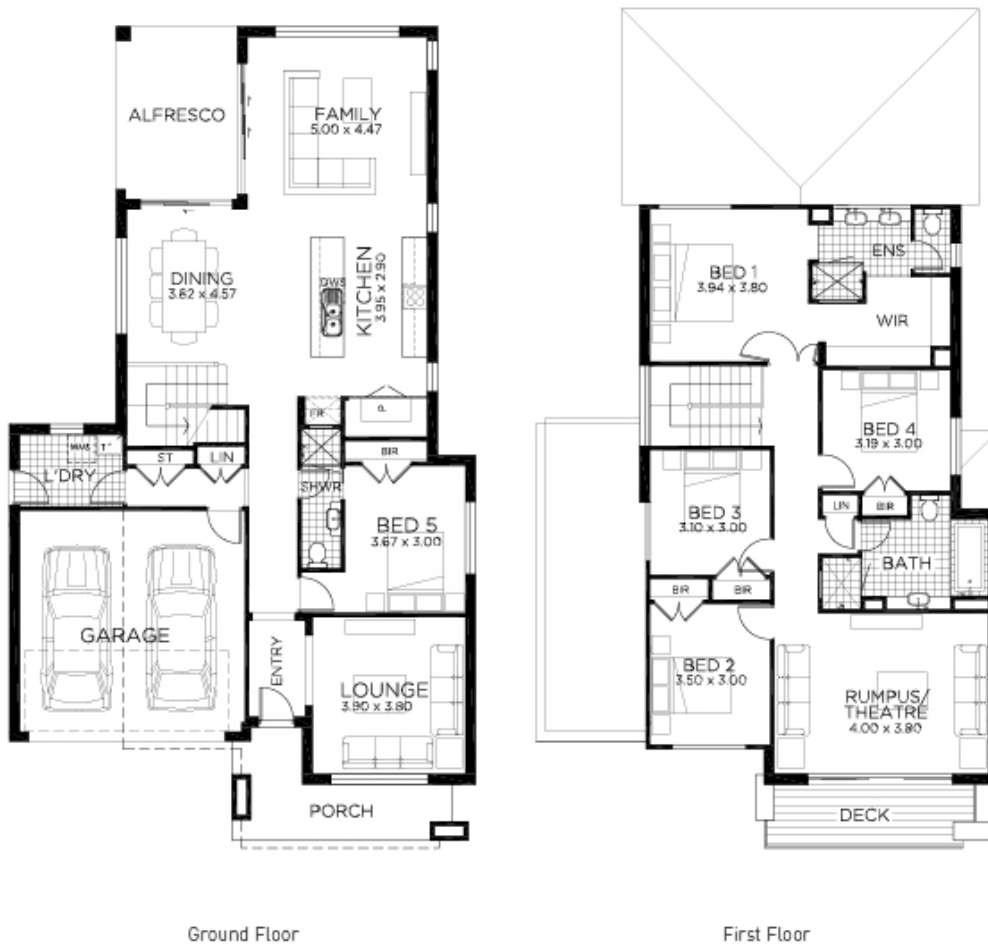 ALFRESCO
FAMILY
5.00 x 4.47
DINING
3.62 x 4.57
KITCHEN
3.95 x 2.90
FR
P
ST
LIN
L'DRY
SHWR
BIR
BED 5
3.67 x 3.00
GARAGE
ENTRY
LOUNGE
3.90 x 3.80
PORCH
Ground Floor
BED 1
3.94 x 3.80
ENS
WIR
BED 4
3.19 x 3.00
BED 3
3.10 x 3.00
LIN
BIR
BATH
BIR
BIR
BED 2
3.50 x 3.00
RUMPUS/
THEATRE
4.00 x 3.80
DECK
First Floor